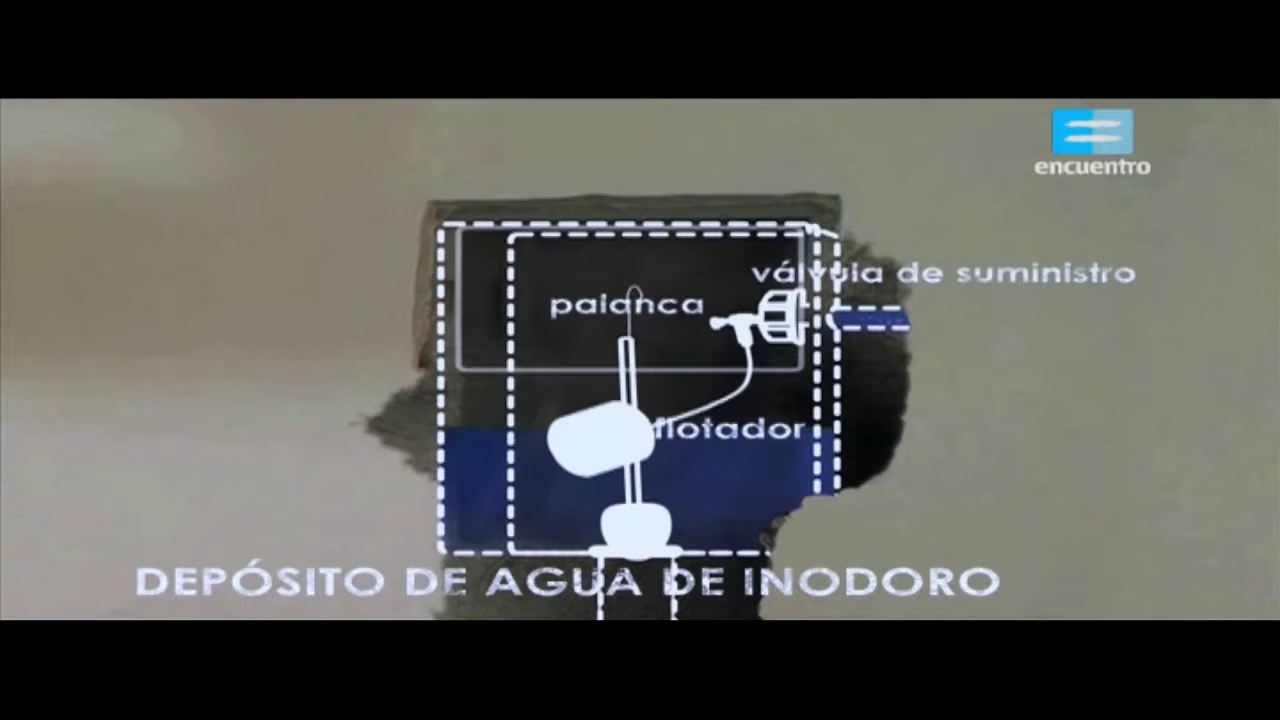 encuentro
válvula de suministro
palanca
flotador
DEPÓSITO DE AGUA DE INODORO